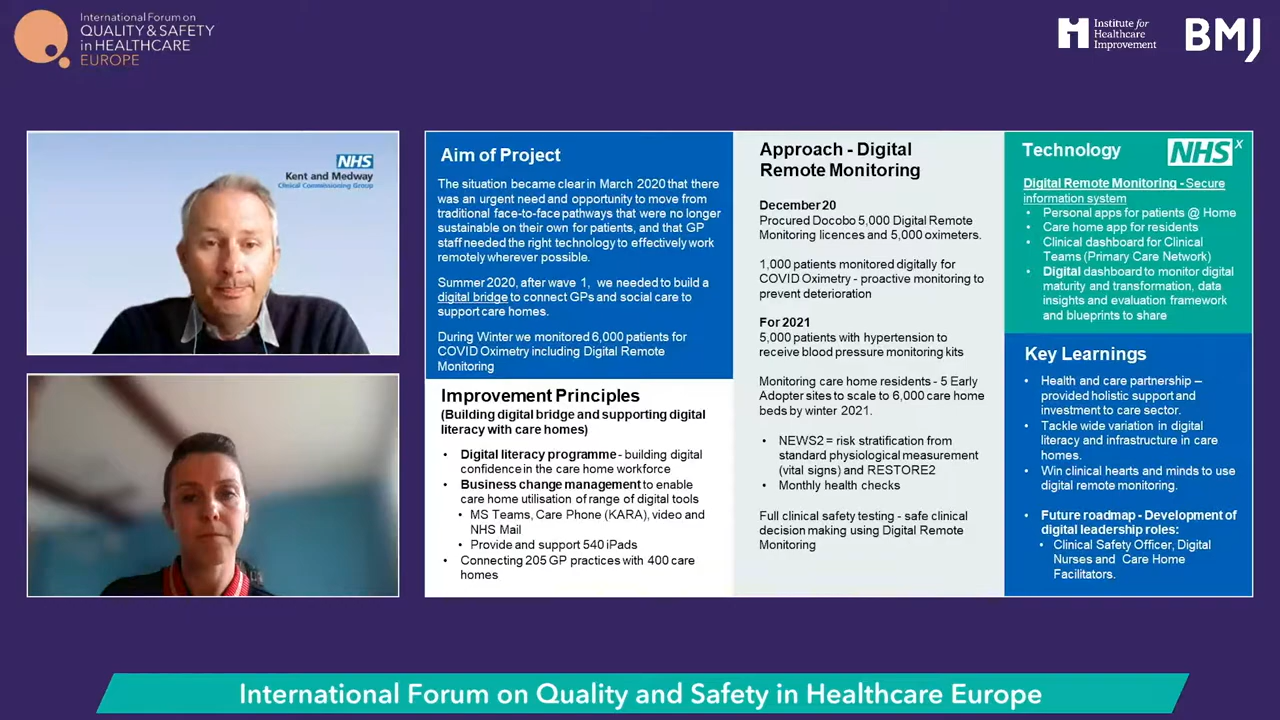 International Forum on
QUALITY & SAFETY
in HEALTHCARE
EUROPE
Institute for
Healthcare
Improvement
BMJ
NHS
Kent and Medway
Clinical Commissioning Group
Aim of Project
The situation became clear in March 2020 that there
was an urgent need and opportunity to move from
traditional face-to-face pathways that were no longer
sustainable on their own for patients, and that GP
staff needed the right technology to effectively work
remotely wherever possible.
Summer 2020, after wave 1, we needed to build a
digital bridge to connect GPs and social care to
support care homes.
During Winter we monitored 6,000 patients for
COVID Oximetry including Digital Remote
Monitoring
Improvement Principles
(Building digital bridge and supporting digital
literacy with care homes)
• Digital literacy programme - building digital
confidence in the care home workforce
• Business change management to enable
care home utilisation of range of digital tools
• MS Teams, Care Phone (KARA), video and
NHS Mail
• Provide and support 540 iPads
• Connecting 205 GP practices with 400 care
homes
Approach - Digital
Remote Monitoring
December 20
Procured Docobo 5,000 Digital Remote
Monitoring licences and 5,000 oximeters.
1,000 patients monitored digitally for
COVID Oximetry - proactive monitoring to
prevent deterioration
For 2021
5,000 patients with hypertension to
receive blood pressure monitoring kits
Monitoring care home residents - 5 Early
Adopter sites to scale to 6,000 care home
beds by winter 2021.
• NEWS2 = risk stratification from
standard physiological measurement
(vital signs) and RESTORE2
• Monthly health checks
Full clinical safety testing - safe clinical
decision making using Digital Remote
Monitoring
Technology
NHSX
Digital Remote Monitoring - Secure
information system
• Personal apps for patients @ Home
• Care home app for residents
• Clinical dashboard for Clinical
Teams (Primary Care Network)
• Digital dashboard to monitor digital
maturity and transformation, data
insights and evaluation framework
and blueprints to share
Key Learnings
• Health and care partnership –
provided holistic support and
investment to care sector.
• Tackle wide variation in digital
literacy and infrastructure in care
homes.
• Win clinical hearts and minds to use
digital remote monitoring.
• Future roadmap - Development of
digital leadership roles:
• Clinical Safety Officer, Digital
Nurses and Care Home
Facilitators.
International Forum on Quality and Safety in Healthcare Europe